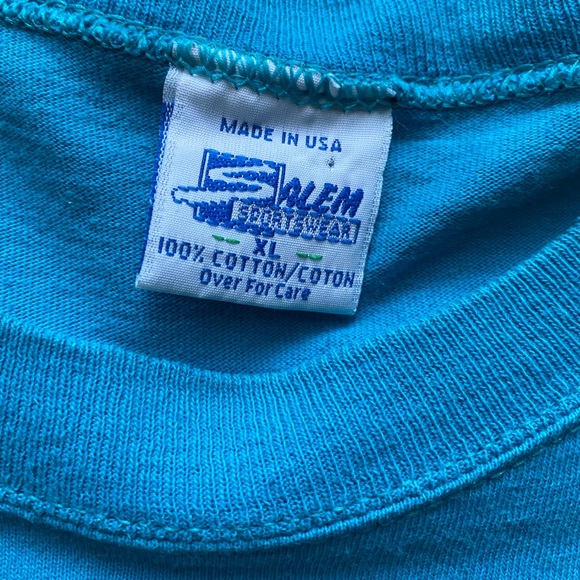 MADE IN USA
SALEM
SPORTSWEAR
XL
100% COTTON/COTON
Over For Care